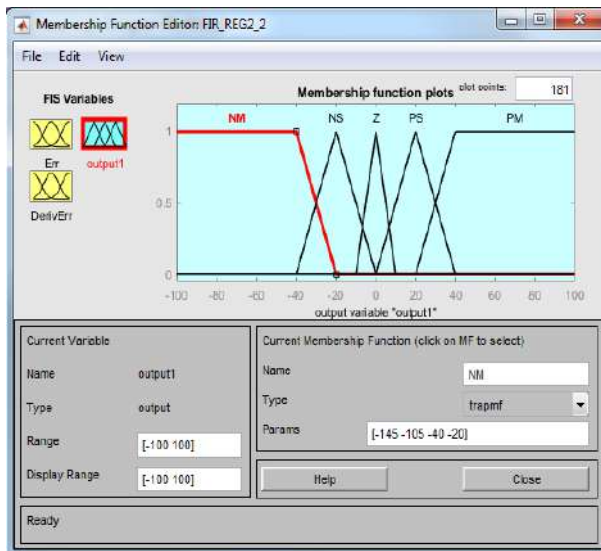 Membership Function Editor: FIR_REG2_2
File Edit View
FIS Variables
Membership function plots plot points: 181
Err
output1
DerivErr
NM NS Z PS PM
1
0.5
0
-100 -80 -60 -40 -20 0 20 40 60 80 100
output variable "output1"
Current Variable
Name output1
Type output
Range [-100 100]
Display Range [-100 100]
Current Membership Function (click on MF to select)
Name NM
Type trapmf
Params [-145 -105 -40 -20]
Help Close
Ready